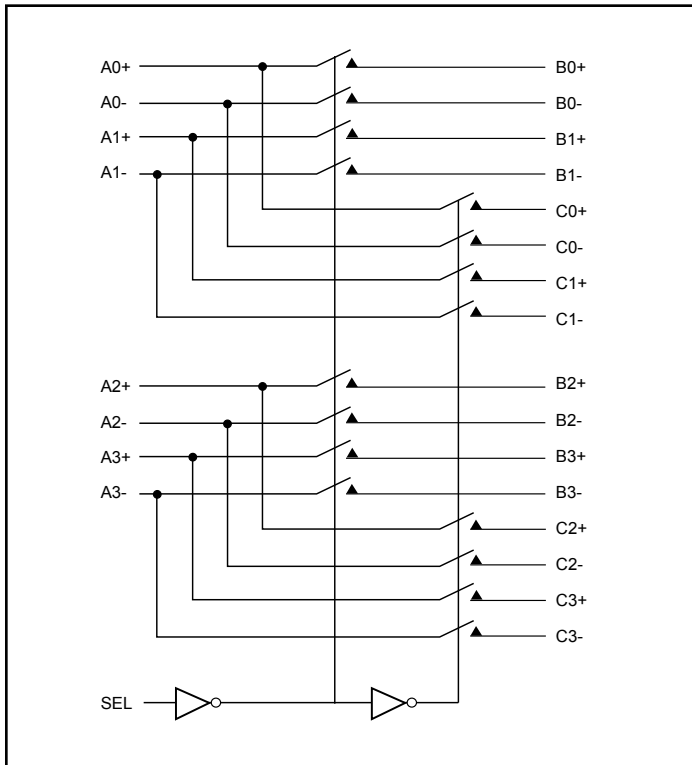 A0+ B0+
A0- B0-
A1+ B1+
A1- B1-
C0+
C0-
C1+
C1-
A2+ B2+
A2- B2-
A3+ B3+
A3- B3-
C2+
C2-
C3+
C3-
SEL